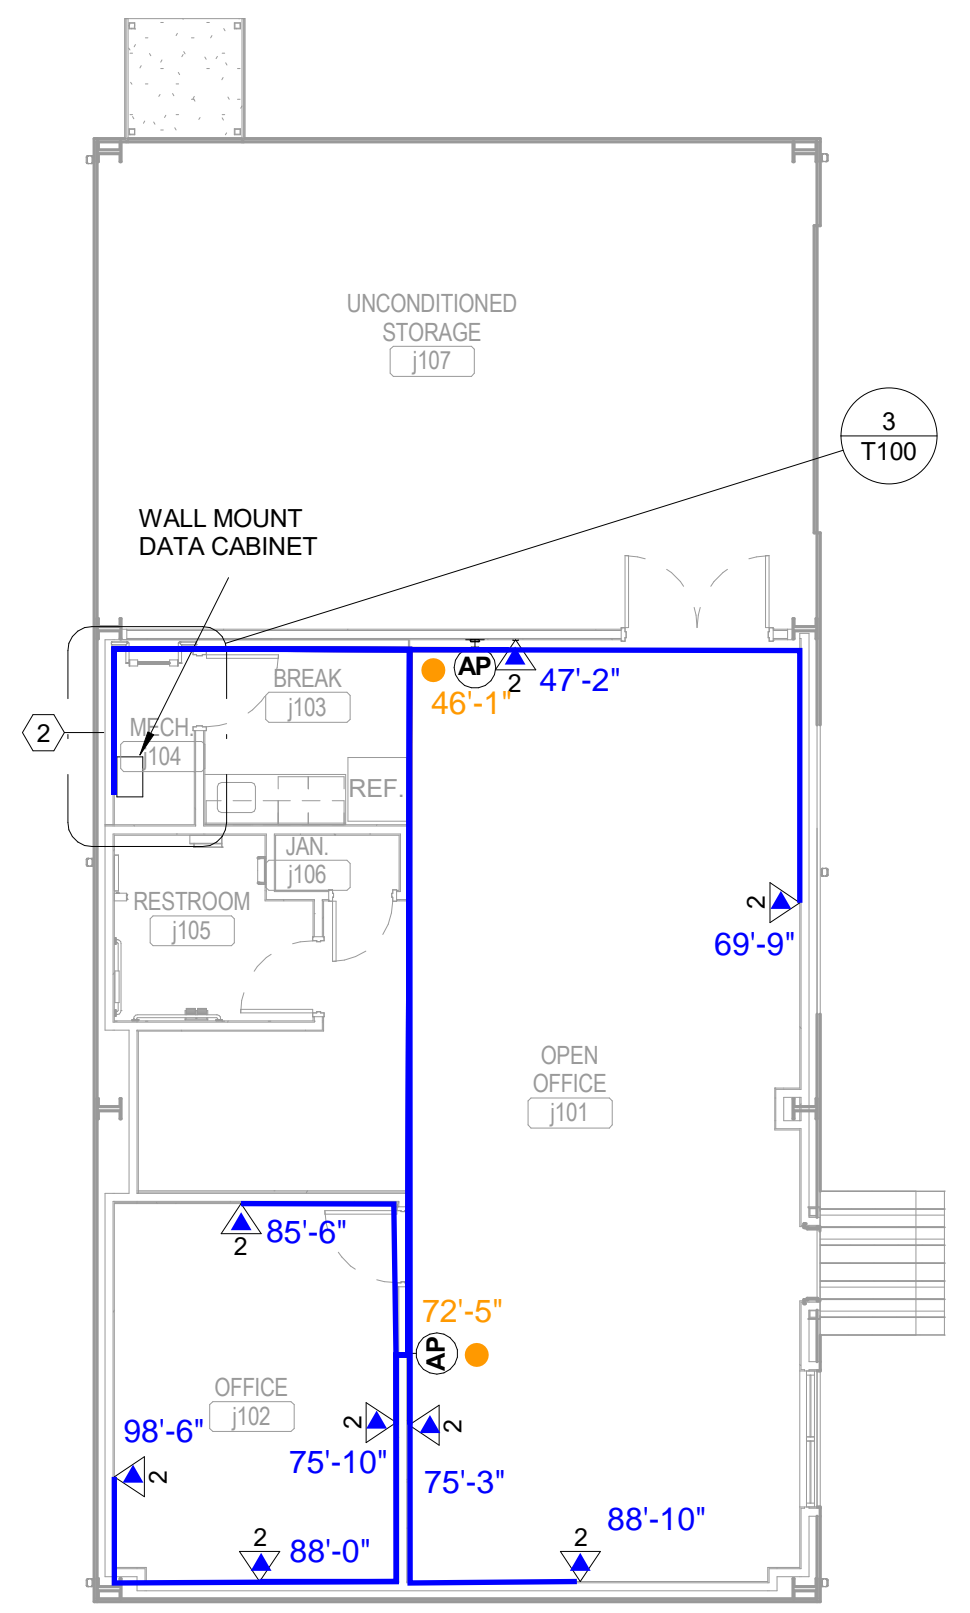 UNCONDITIONED
STORAGE
j107
3
T100
WALL MOUNT
DATA CABINET
BREAK
j103
AP
2
47'-2"
46'-1"
2
MECH.
j104
REF.
JAN.
j106
RESTROOM
j105
2
69'-9"
OPEN
OFFICE
j101
85'-6"
2
72'-5"
AP
OFFICE
j102
98'-6"
2
2
75'-10"
2
75'-3"
2
88'-0"
88'-10"
2